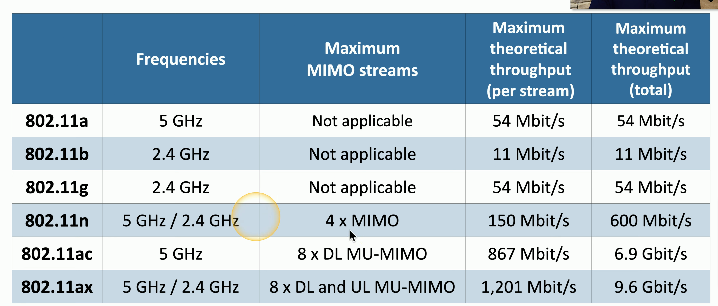 Frequencies Maximum MIMO streams Maximum theoretical throughput (per stream) Maximum theoretical throughput (total)
802.11a 5 GHz Not applicable 54 Mbit/s 54 Mbit/s
802.11b 2.4 GHz Not applicable 11 Mbit/s 11 Mbit/s
802.11g 2.4 GHz Not applicable 54 Mbit/s 54 Mbit/s
802.11n 5 GHz / 2.4 GHz 4 x MIMO 150 Mbit/s 600 Mbit/s
802.11ac 5 GHz 8 x DL MU-MIMO 867 Mbit/s 6.9 Gbit/s
802.11ax 5 GHz / 2.4 GHz 8 x DL and UL MU-MIMO 1,201 Mbit/s 9.6 Gbit/s